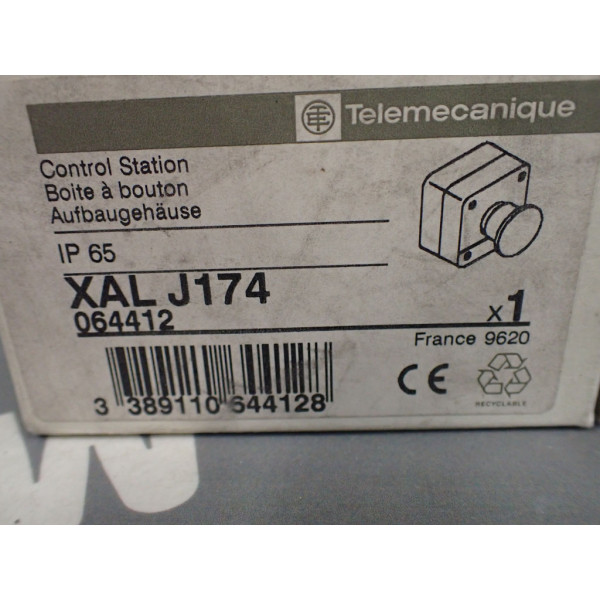 Telemecanique
Control Station
Boite à bouton
Aufbaugehäuse
IP 65
XAL J174
064412
x1
France 9620
3 389110 644128
CE
RECYCLABLE